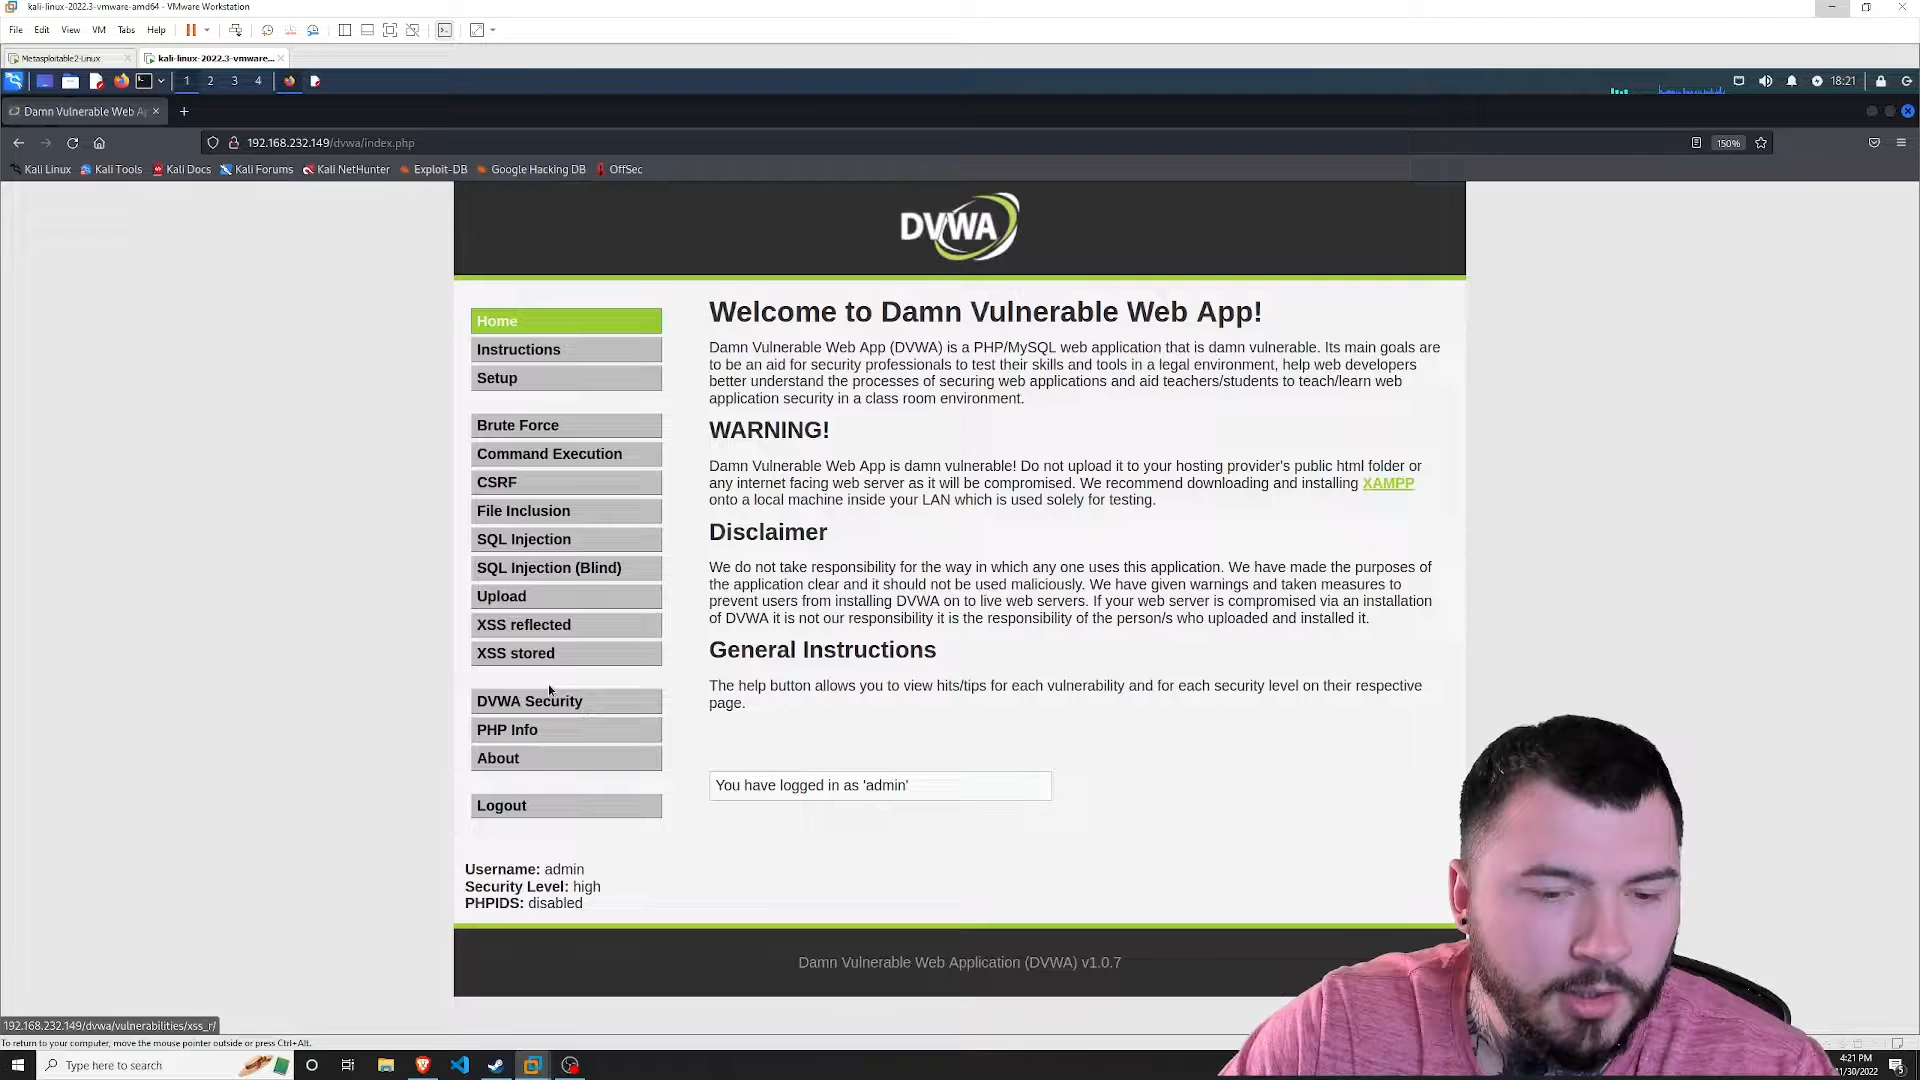 kali-linux-2022.3-vmware-amd64 - VMware Workstation
File Edit View VM Tabs Help
Metasploitable2-Linux kali-linux-2022.3-vmware...
1 2 3 4 18:21
Damn Vulnerable Web Ap
192.168.232.149/dvwa/index.php 150%
Kali Linux Kali Tools Kali Docs Kali Forums Kali NetHunter Exploit-DB Google Hacking DB OffSec
DVWA
Home
Instructions
Setup
Brute Force
Command Execution
CSRF
File Inclusion
SQL Injection
SQL Injection (Blind)
Upload
XSS reflected
XSS stored
DVWA Security
PHP Info
About
Logout
Username: admin
Security Level: high
PHPIDS: disabled
Welcome to Damn Vulnerable Web App!
Damn Vulnerable Web App (DVWA) is a PHP/MySQL web application that is damn vulnerable. Its main goals are
to be an aid for security professionals to test their skills and tools in a legal environment, help web developers
better understand the processes of securing web applications and aid teachers/students to teach/learn web
application security in a class room environment.
WARNING!
Damn Vulnerable Web App is damn vulnerable! Do not upload it to your hosting provider's public html folder or
any internet facing web server as it will be compromised. We recommend downloading and installing XAMPP
onto a local machine inside your LAN which is used solely for testing.
Disclaimer
We do not take responsibility for the way in which any one uses this application. We have made the purposes of
the application clear and it should not be used maliciously. We have given warnings and taken measures to
prevent users from installing DVWA on to live web servers. If your web server is compromised via an installation
of DVWA it is not our responsibility it is the responsibility of the person/s who uploaded and installed it.
General Instructions
The help button allows you to view hits/tips for each vulnerability and for each security level on their respective
page.
You have logged in as 'admin'
Damn Vulnerable Web Application (DVWA) v1.0.7
192.168.232.149/dvwa/vulnerabilities/xss_r/
To return to your computer, move the mouse pointer outside or press Ctrl+Alt.
Type here to search
4:21 PM
11/30/2022
5